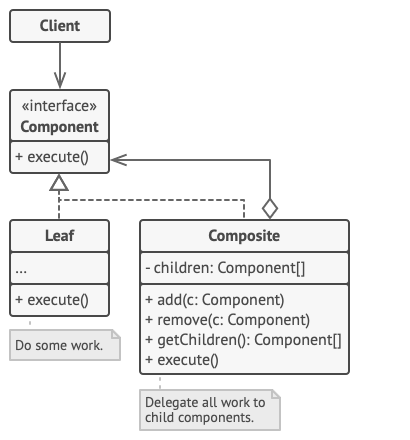 Client
«interface»
Component
+ execute()
Leaf
...
+ execute()
Do some work.
Composite
- children: Component[]
+ add(c: Component)
+ remove(c: Component)
+ getChildren(): Component[]
+ execute()
Delegate all work to
child components.